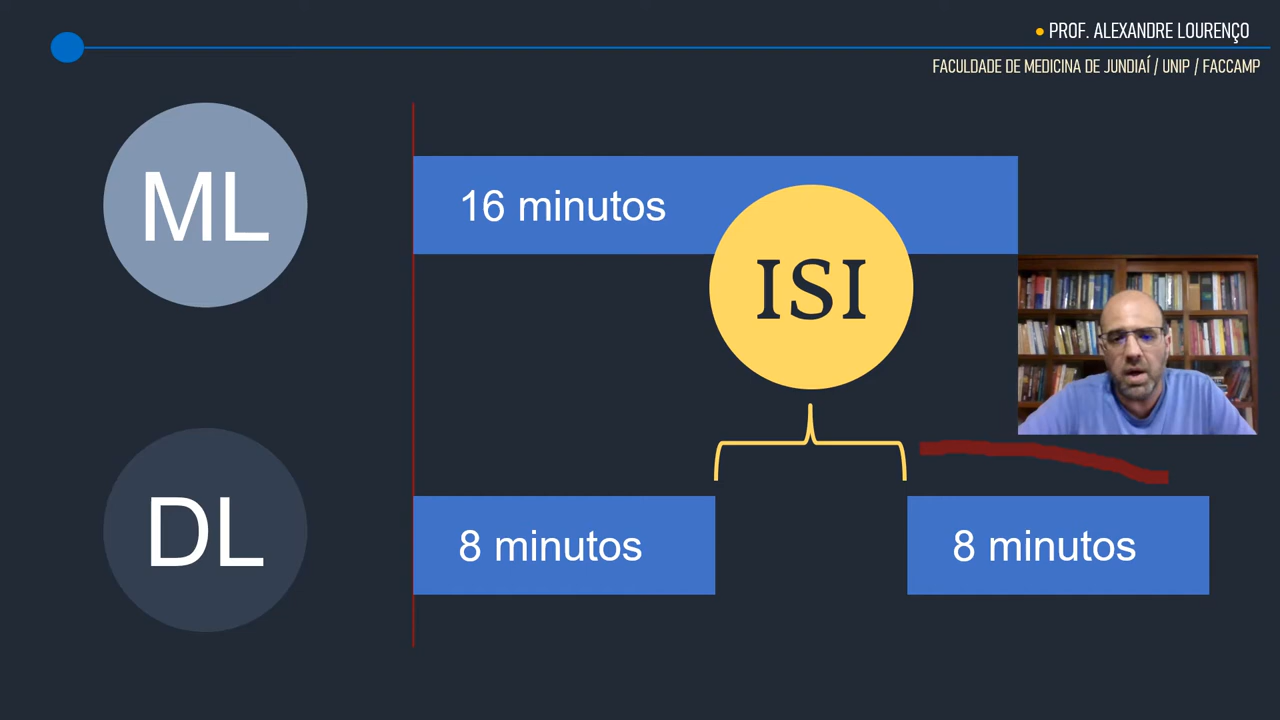 PROF. ALEXANDRE LOURENÇO
FACULDADE DE MEDICINA DE JUNDIAÍ / UNIP / FACCAMP
ML
16 minutos
ISI
DL
8 minutos
8 minutos